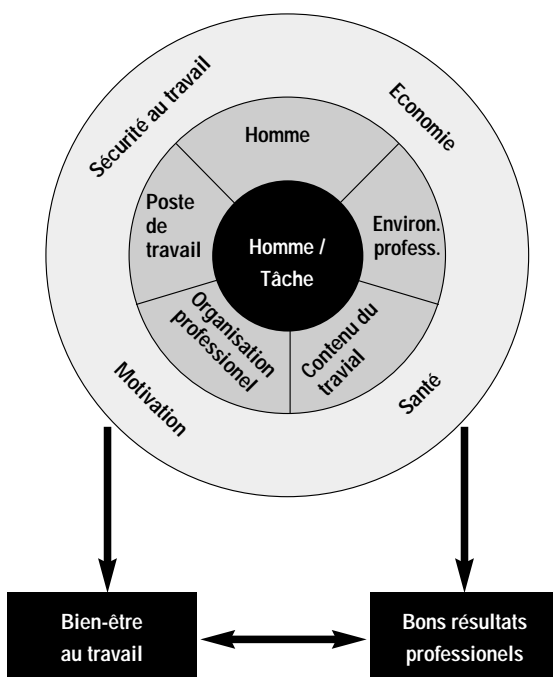 Sécurité au travail
Economie
Homme
Poste
de
travail
Environ.
profess.
Homme /
Tâche
Organisation
professionel
Contenu du
travial
Motivation
Santé
Bien-être
au travail
Bons résultats
professionels